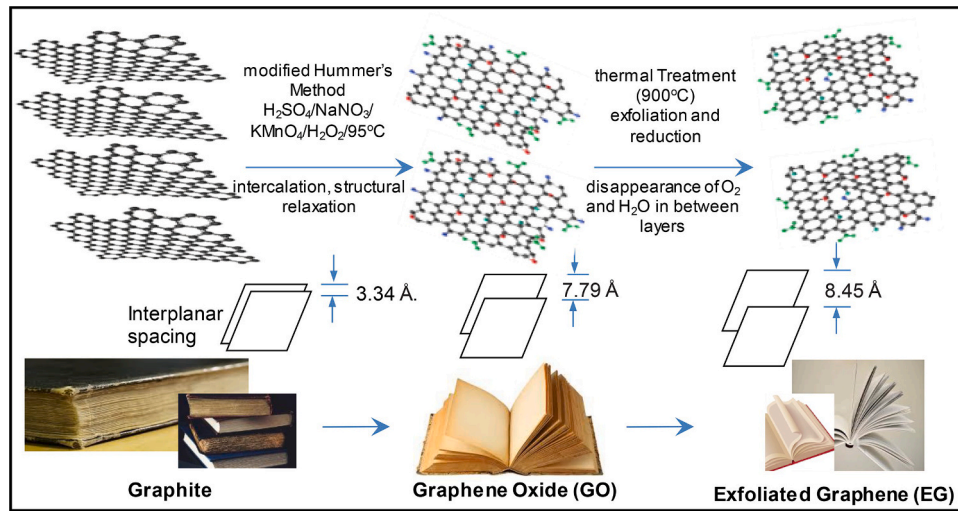 modified Hummer's
Method
H₂SO₄/NaNO₃/
KMnO₄/H₂O₂/95ºC
intercalation, structural
relaxation
thermal Treatment
(900ºC)
exfoliation and
reduction
disappearance of O₂
and H₂O in between
layers
Interplanar
spacing
3.34 Å.
7.79 Å
8.45 Å
Graphite
Graphene Oxide (GO)
Exfoliated Graphene (EG)